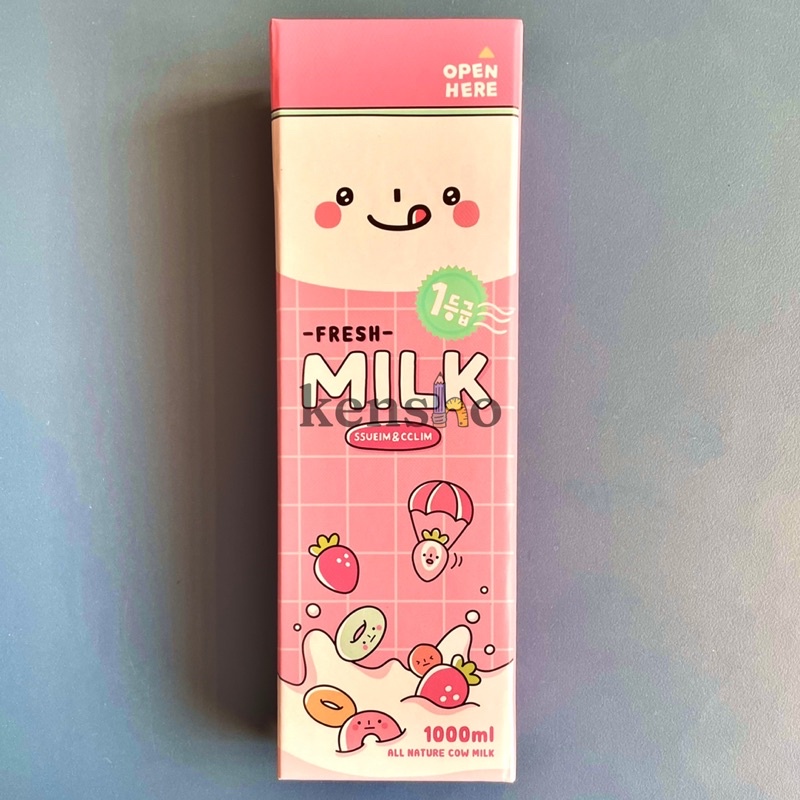 OPEN
HERE
1등급
-FRESH-
MILK
kensho
SSUEIM&CCLIM
1000ml
ALL NATURE COW MILK